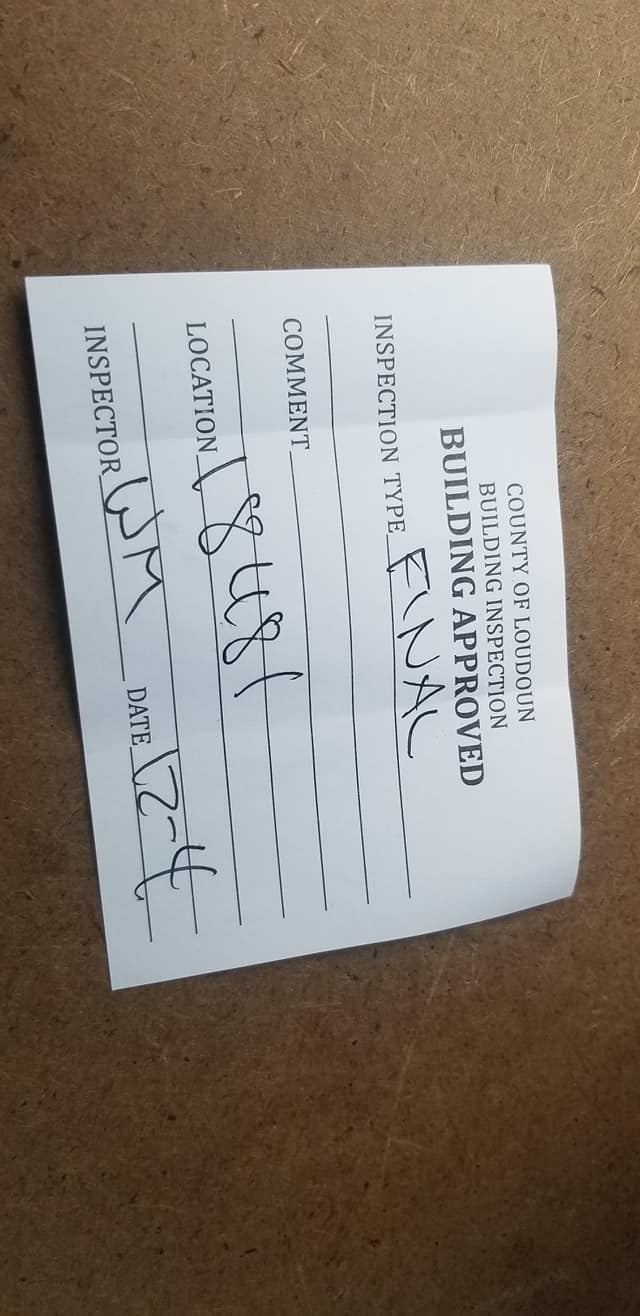 COUNTY OF LOUDOUN
BUILDING INSPECTION
BUILDING APPROVED
INSPECTION TYPE FINAL
COMMENT
LOCATION 18481
INSPECTOR WM DATE 12-4